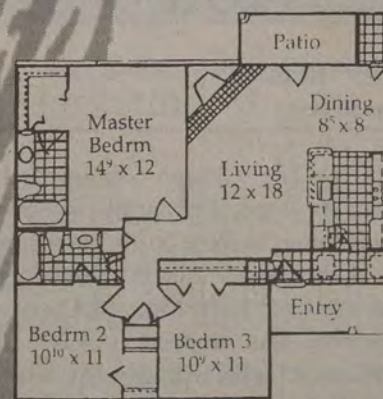 Patio
Dining
8⁵ x 8
Master
Bedrm
14⁹ x 12
Living
12 x 18
Entry
Bedrm 2
10¹⁰ x 11
Bedrm 3
10⁹ x 11